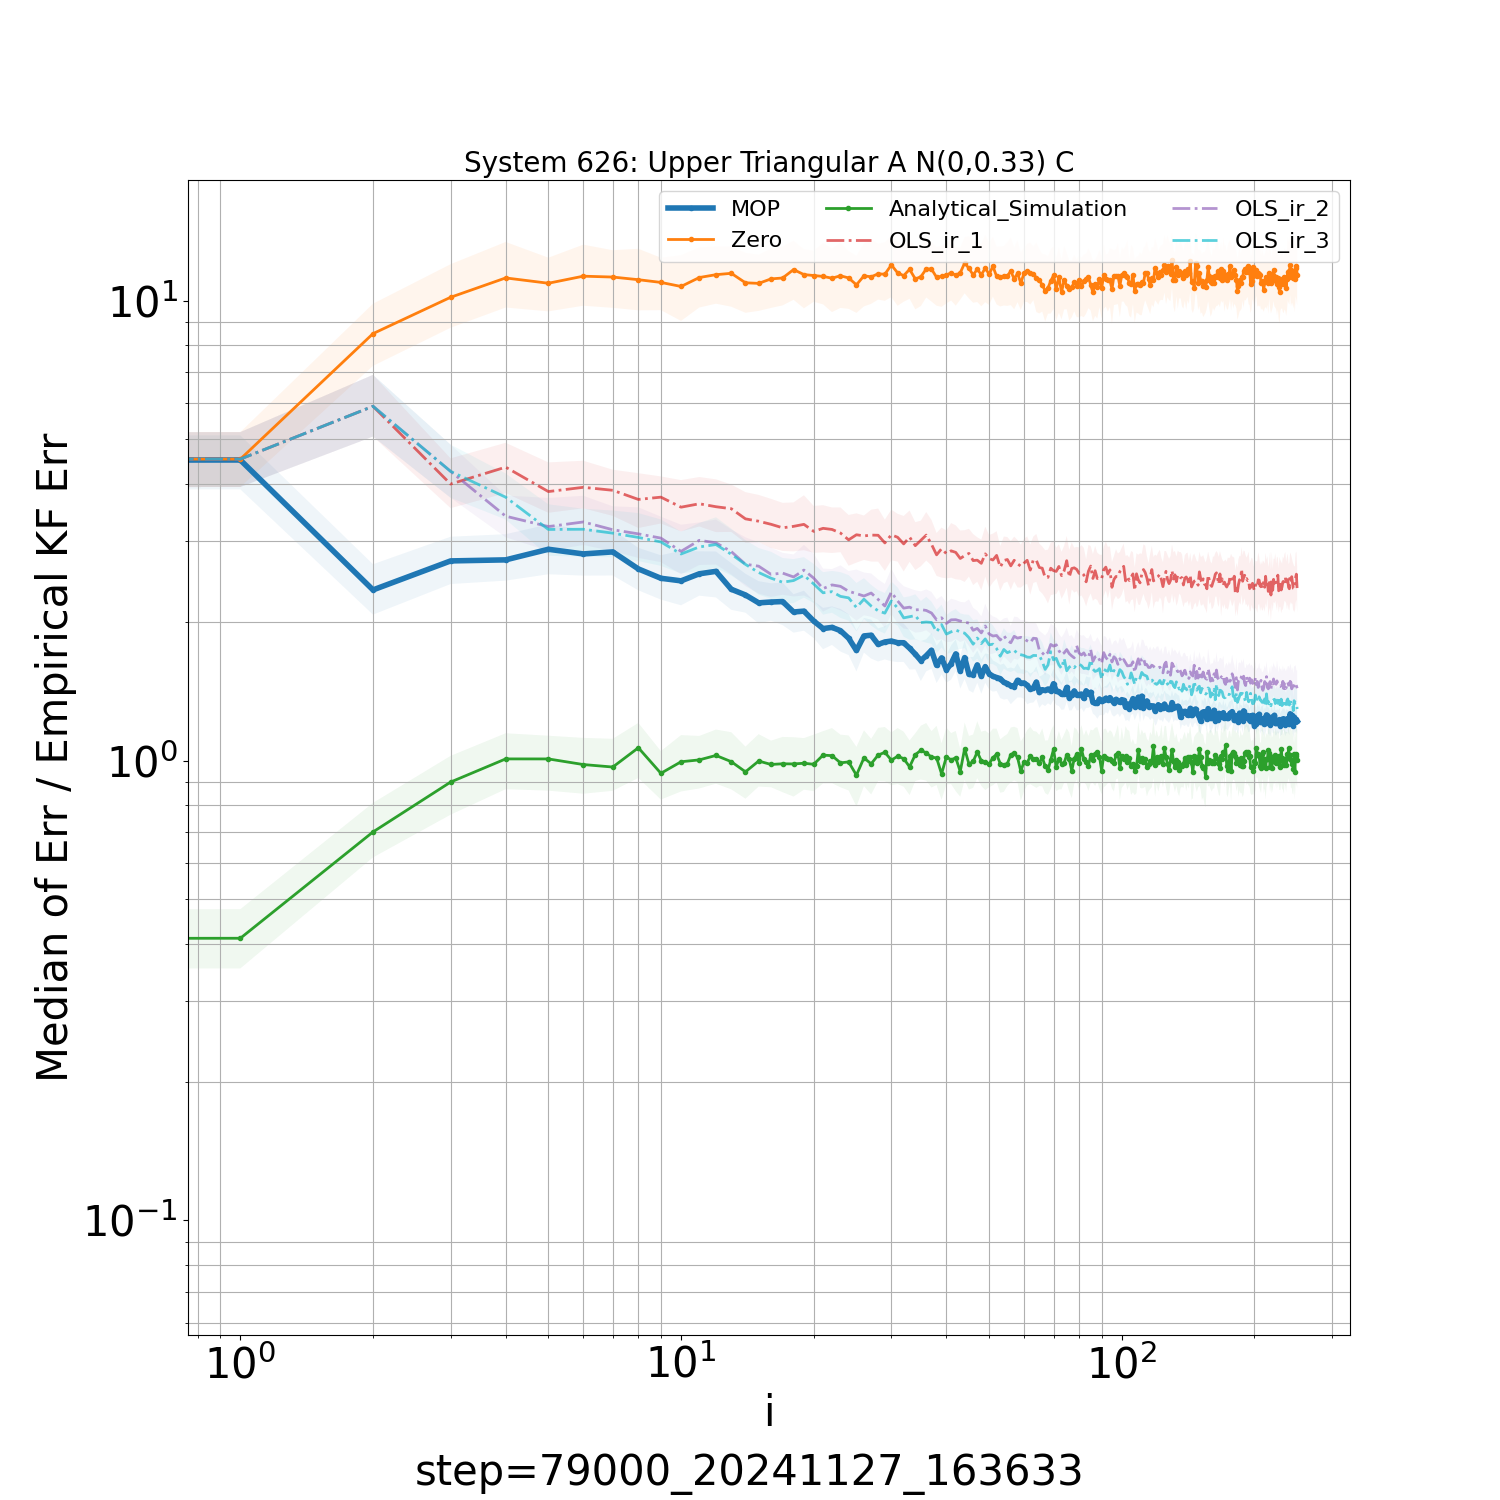 System 626: Upper Triangular A N(0,0.33) C
MOP
Zero
Analytical_Simulation
OLS_ir_1
OLS_ir_2
OLS_ir_3
Median of Err / Empirical KF Err
10¹
10⁰
10⁻¹
10⁰ 10¹ 10²
i
step=79000_20241127_163633